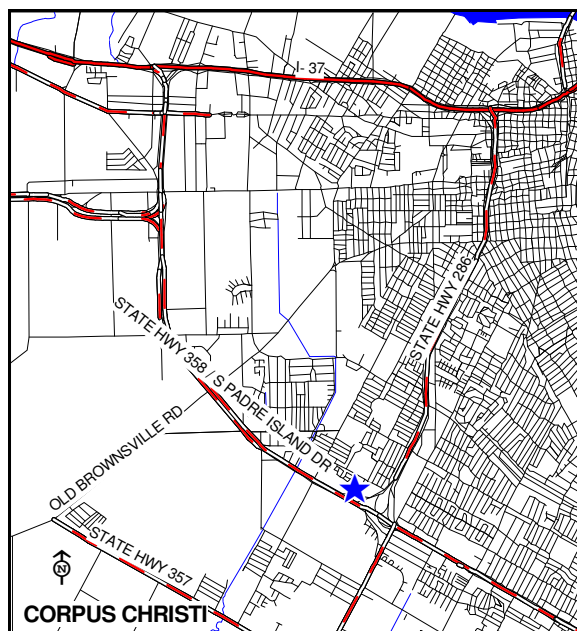 I- 37
STATE HWY 286
STATE HWY 358 / S PADRE ISLAND DR
OLD BROWNSVILLE RD
STATE HWY 357
N
CORPUS CHRISTI